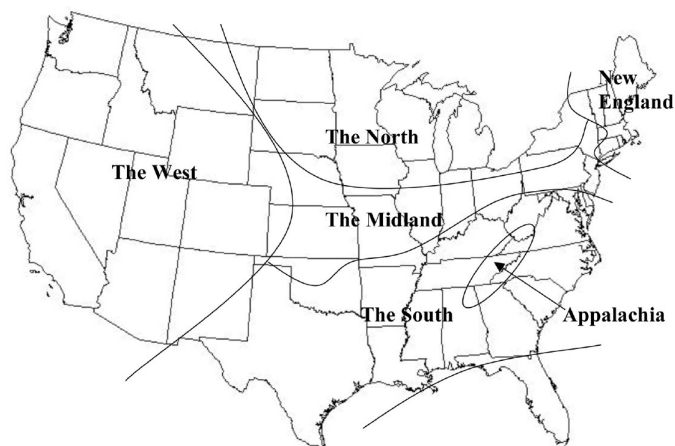 New
England
The North
The West
The Midland
The South
Appalachia